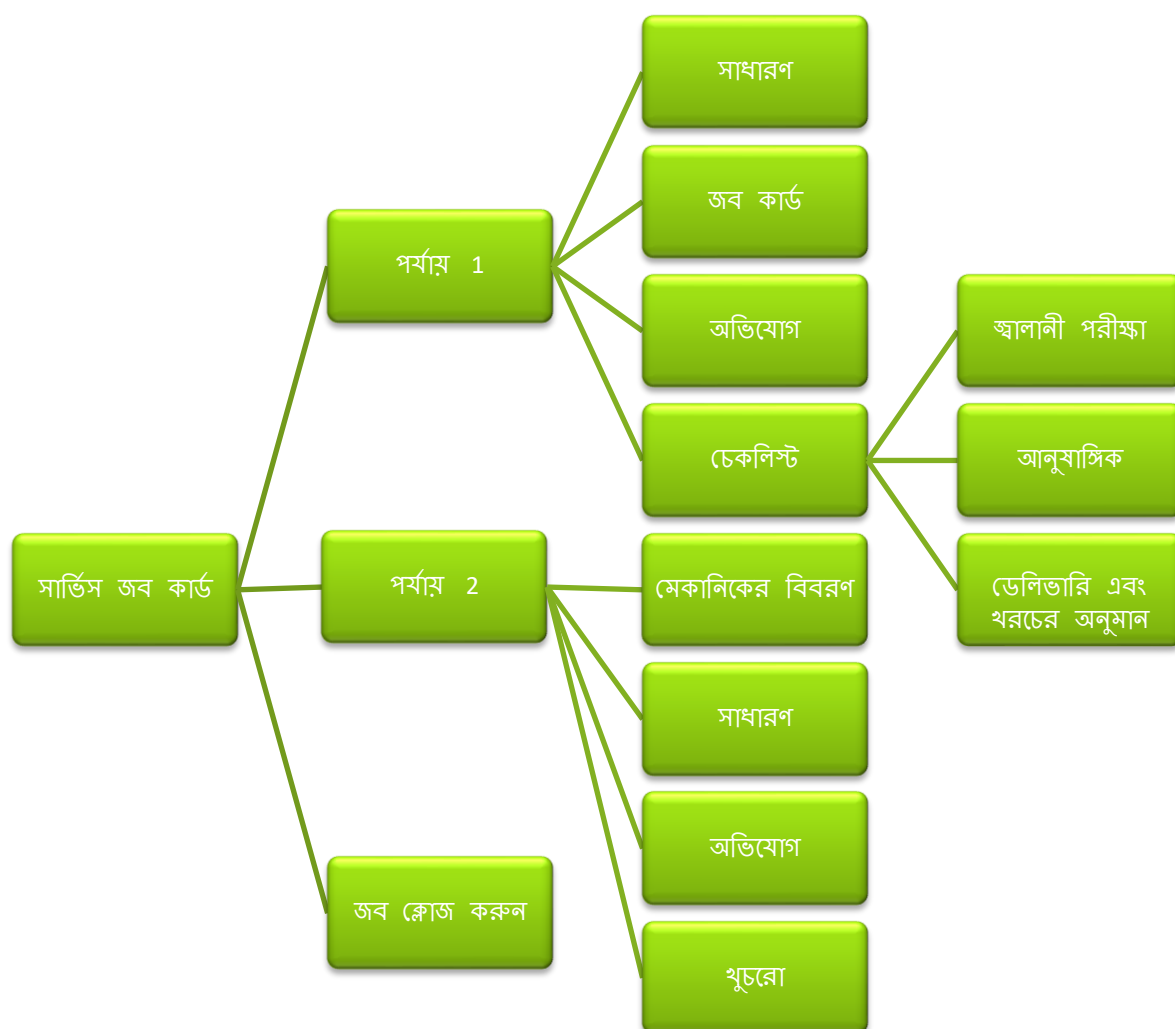 সাধারণ
জব কার্ড
পর্যায় 1
অভিযোগ
জ্বালানী পরীক্ষা
চেকলিস্ট
আনুষাঙ্গিক
সার্ভিস জব কার্ড
পর্যায় 2
মেকানিকের বিবরণ
ডেলিভারি এবং
খরচের অনুমান
সাধারণ
অভিযোগ
জব ক্লোজ করুন
খুচরো